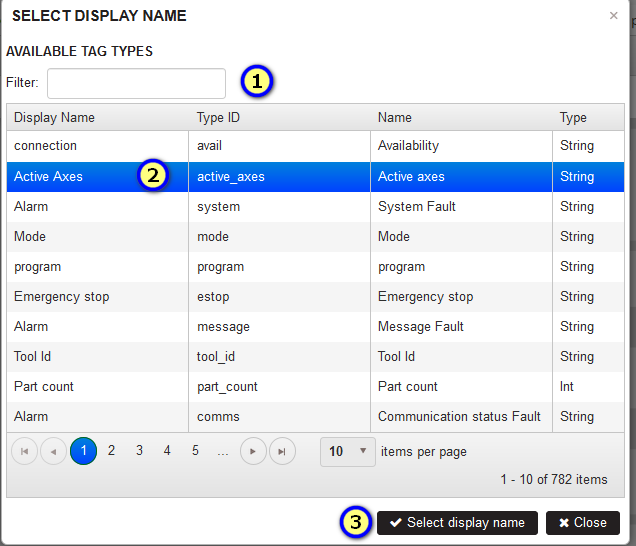 SELECT DISPLAY NAME ×
AVAILABLE TAG TYPES
Filter: 1
Display Name Type ID Name Type
connection avail Availability String
Active Axes 2 active_axes Active axes String
Alarm system System Fault String
Mode mode Mode String
program program program String
Emergency stop estop Emergency stop String
Alarm message Message Fault String
Tool Id tool_id Tool Id String
Part count part_count Part count Int
Alarm comms Communication status Fault String
1 2 3 4 5 ... 10 items per page
1 - 10 of 782 items
3 Select display name Close